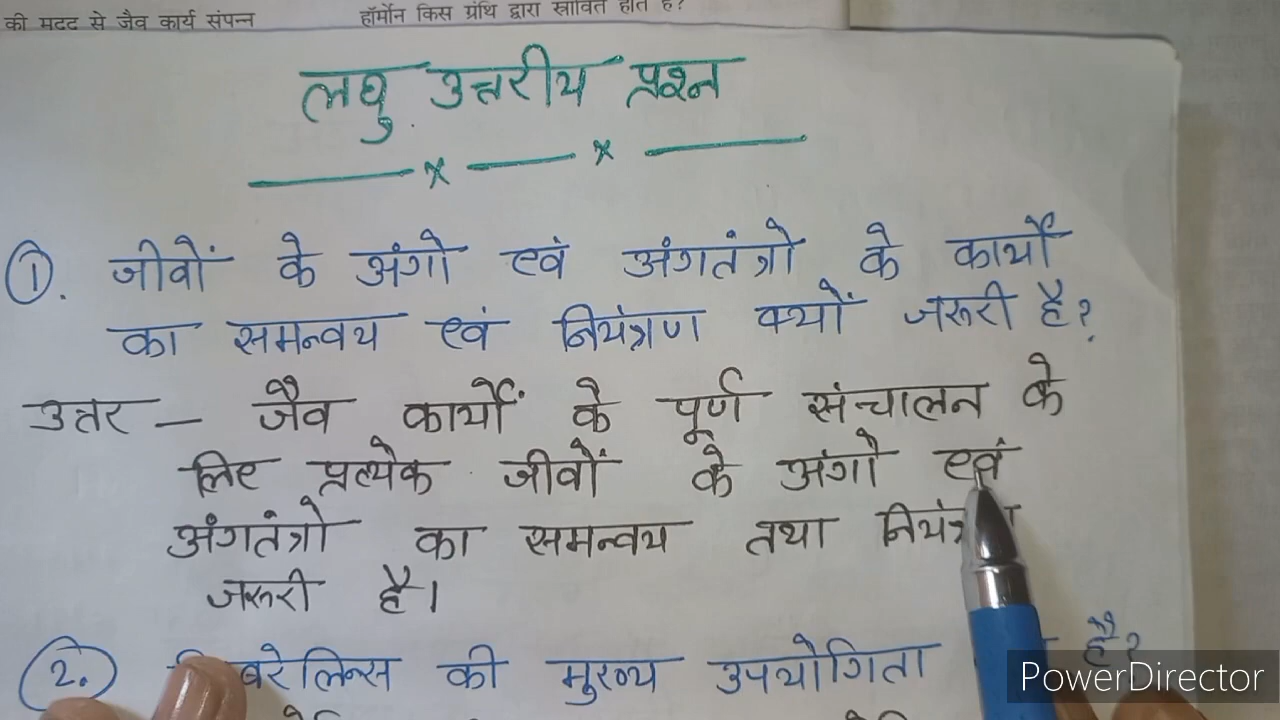 की मदद से जैव कार्य संपन्न
हॉर्मोन किस ग्रंथि द्वारा स्रावित होते हैं?
लघु उत्तरीय प्रश्न
①. जीवों के अंगो एवं अंगतंत्रो के कार्यों
का समन्वय एवं नियंत्रण क्यों जरूरी है?
उत्तर – जैव कार्यों के पूर्ण संचालन के
लिए प्रत्येक जीवों के अंगो एवं
अंगतंत्रो का समन्वय तथा
जरूरी है।
2. की मुख्य उपयोगिता है?
PowerDirector